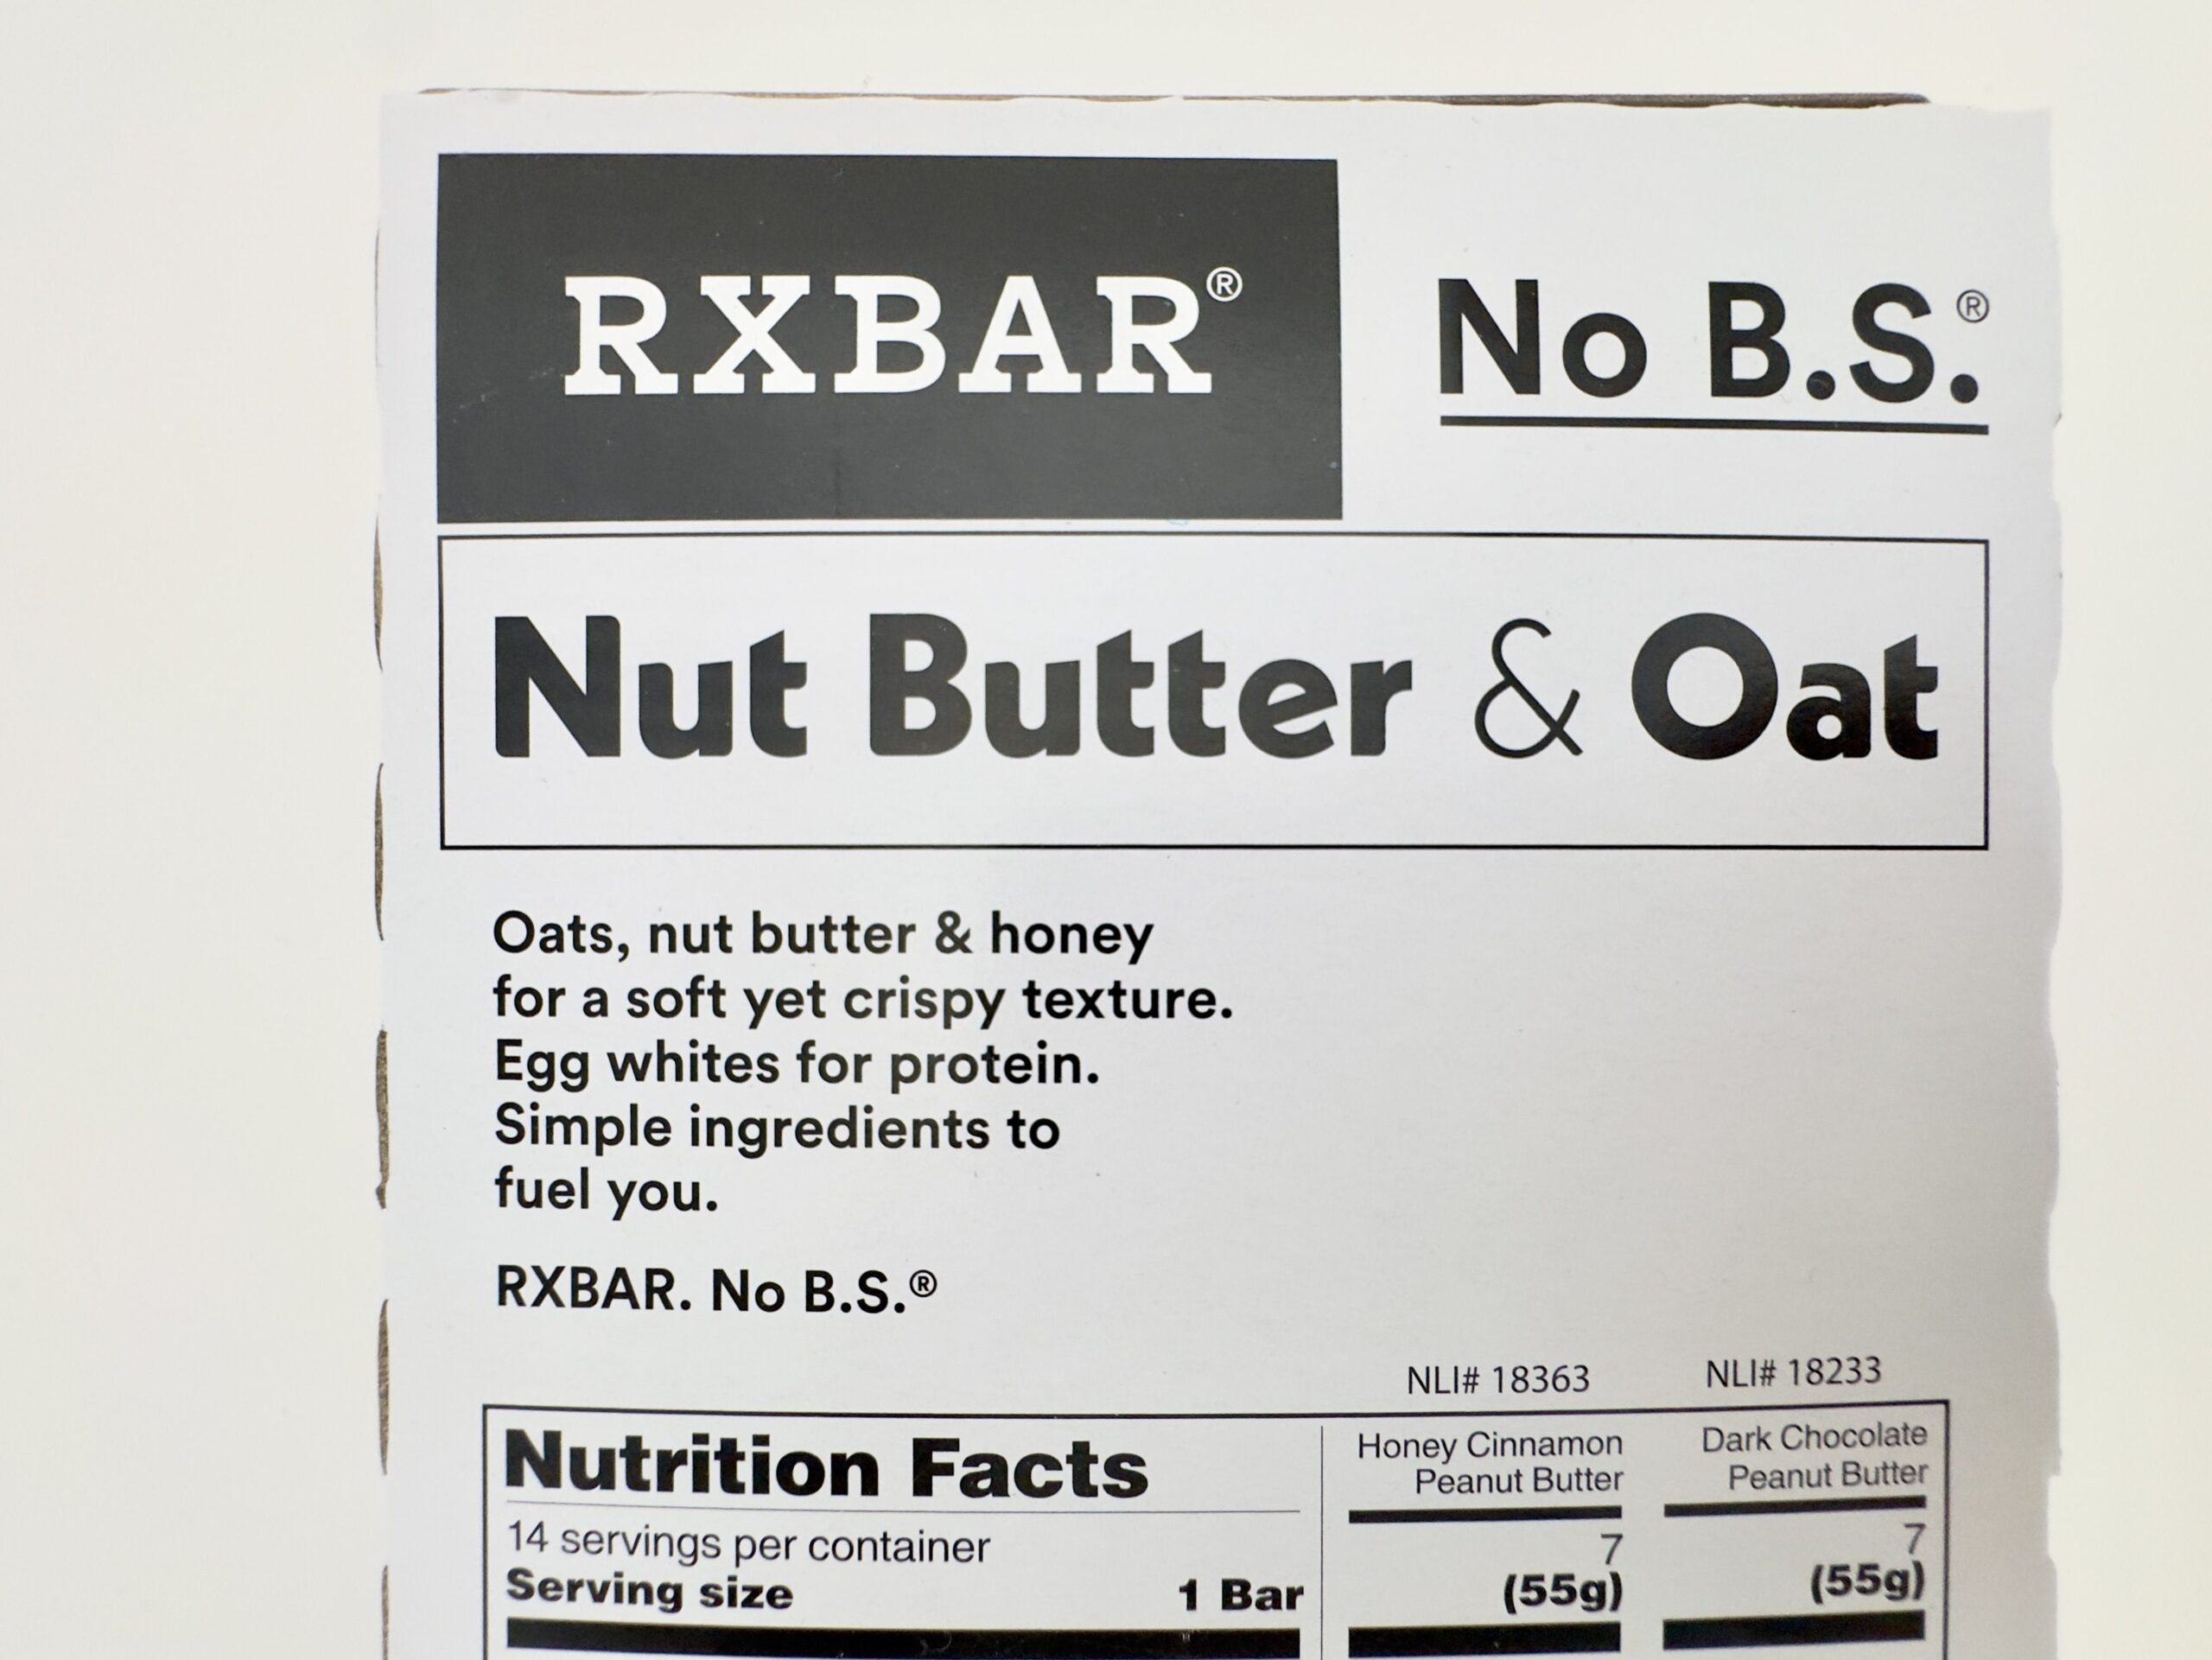 RXBAR®
No B.S.®
Nut Butter & Oat
Oats, nut butter & honey
for a soft yet crispy texture.
Egg whites for protein.
Simple ingredients to
fuel you.
RXBAR. No B.S.®
NLI# 18363 NLI# 18233
Nutrition Facts
Honey Cinnamon
Peanut Butter
Dark Chocolate
Peanut Butter
14 servings per container 7 7
Serving size 1 Bar (55g) (55g)